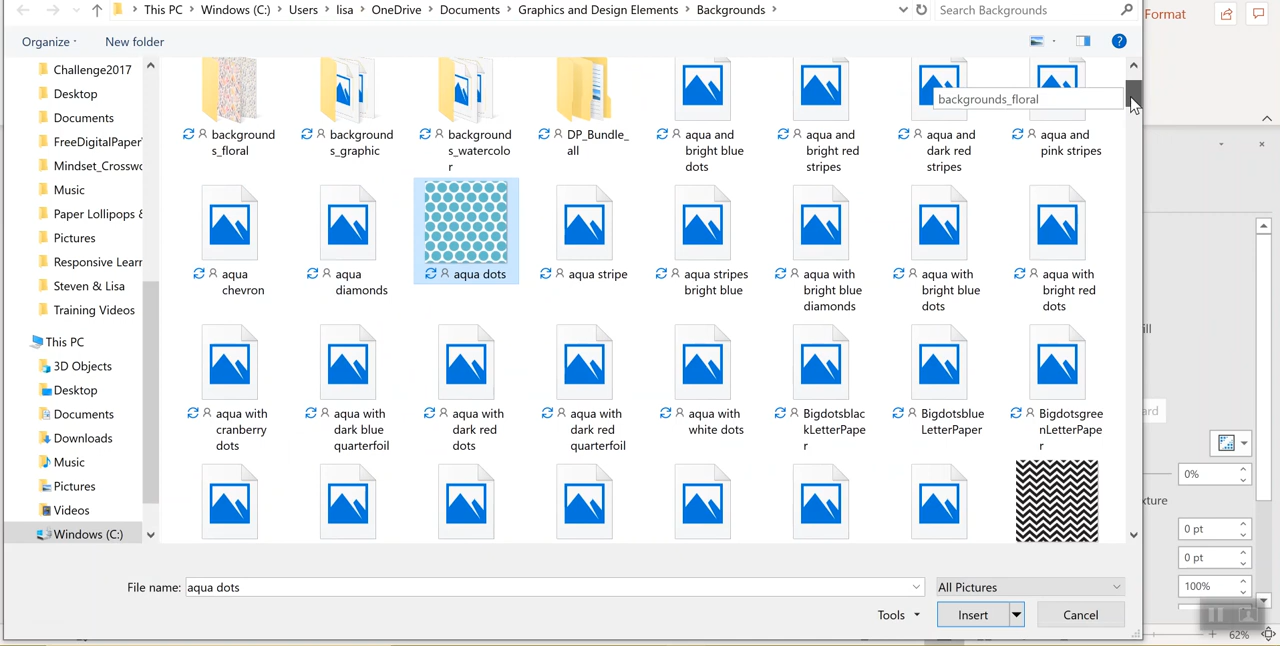 This PC > Windows (C:) > Users > lisa > OneDrive > Documents > Graphics and Design Elements > Backgrounds >
Search Backgrounds
Format
Organize
New folder
?
Challenge2017
Desktop
Documents
FreeDigitalPaper
Mindset_Crossw
Music
Paper Lollipops &
Pictures
Responsive Learn
Steven & Lisa
Training Videos
This PC
3D Objects
Desktop
Documents
Downloads
Music
Pictures
Videos
Windows (C:)
background
s_floral
background
s_graphic
background
s_watercolo
r
DP_Bundle_
all
aqua and
bright blue
dots
aqua and
bright red
stripes
aqua and
dark red
stripes
aqua and
pink stripes
backgrounds_floral
aqua
chevron
aqua
diamonds
aqua dots
aqua stripe
aqua stripes
bright blue
aqua with
bright blue
diamonds
aqua with
bright blue
dots
aqua with
bright red
dots
aqua with
cranberry
dots
aqua with
dark blue
quarterfoil
aqua with
dark red
dots
aqua with
dark red
quarterfoil
aqua with
white dots
Bigdotsblac
kLetterPape
r
Bigdotsblue
LetterPaper
Bigdotsgree
nLetterPape
r
ill
ard
0%
xture
0 pt
0 pt
100%
File name: aqua dots
All Pictures
Tools
Insert
Cancel
62%